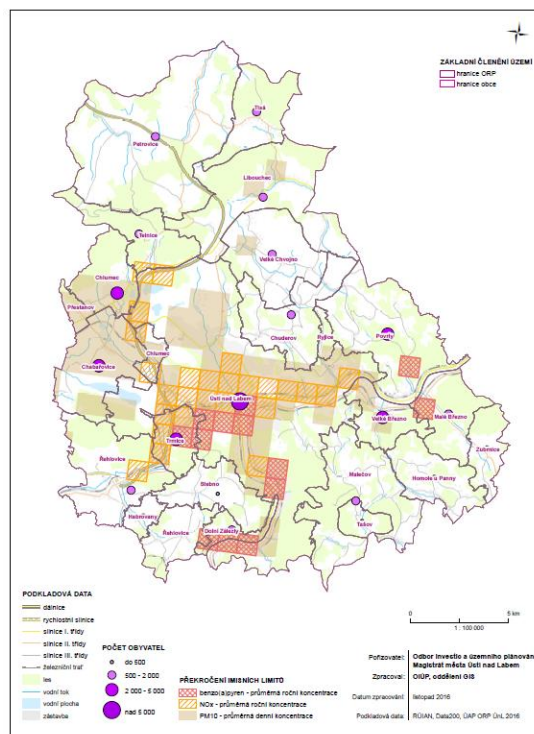 ZÁKLADNÍ ČLENĚNÍ ÚZEMÍ
hranice ORP
hranice obce
Tisá
Petrovice
Libouchec
Telnice
Velké Chvojno
Chlumec
Přestanov
Chuderov
Ryjice
Povrly
Chlumec
Chabařovice
Ústí nad Labem
Velké Březno
Malé Březno
Trmice
Zubrnice
Řehlovice
Stebno
Malečov
Homole u Panny
Habrovany
Řehlovice
Dolní Zálezly
Tašov
PODKLADOVÁ DATA
dálnice
rychlostní silnice
silnice I. třídy
silnice II. třídy
silnice III. třídy
železniční trať
les
vodní tok
vodní plocha
zástavba
POČET OBYVATEL
do 500
500 - 2 000
2 000 - 5 000
nad 5 000
PŘEKROČENÍ IMISNÍCH LIMITŮ
benzo(a)pyren - průměrná roční koncentrace
NOx - průměrná roční koncentrace
PM10 - průměrná denní koncentrace
0 5 km
1 : 100 000
Pořizovatel: Odbor investic a územního plánování
Magistrát města Ústí nad Labem
Zpracoval: OIÚP, oddělení GIS
Datum zpracování: listopad 2016
Podkladová data: RÚIAN, Data200, ÚAP ORP ÚnL 2016